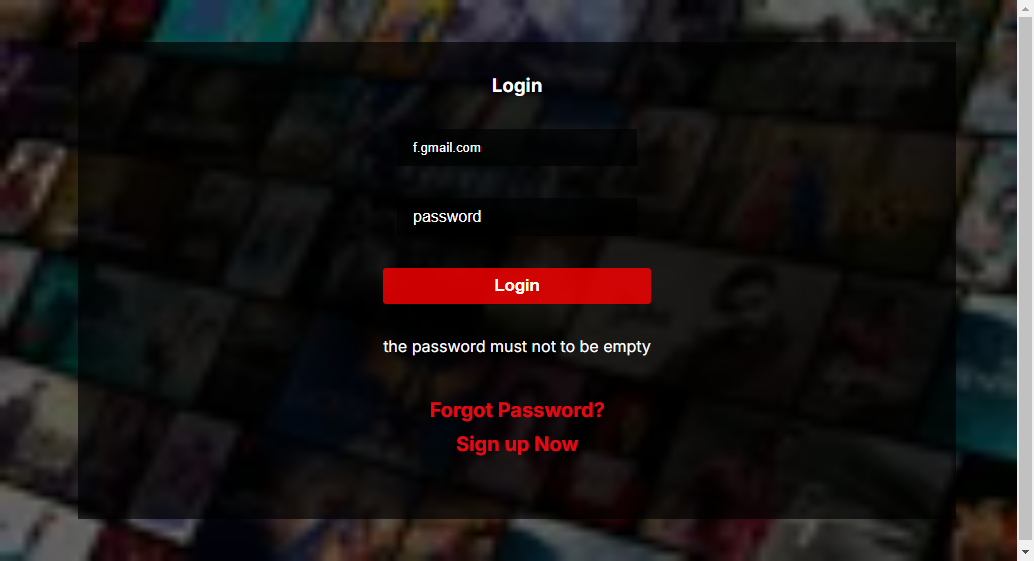 Login
f.gmail.com
password
Login
the password must not to be empty
Forgot Password?
Sign up Now